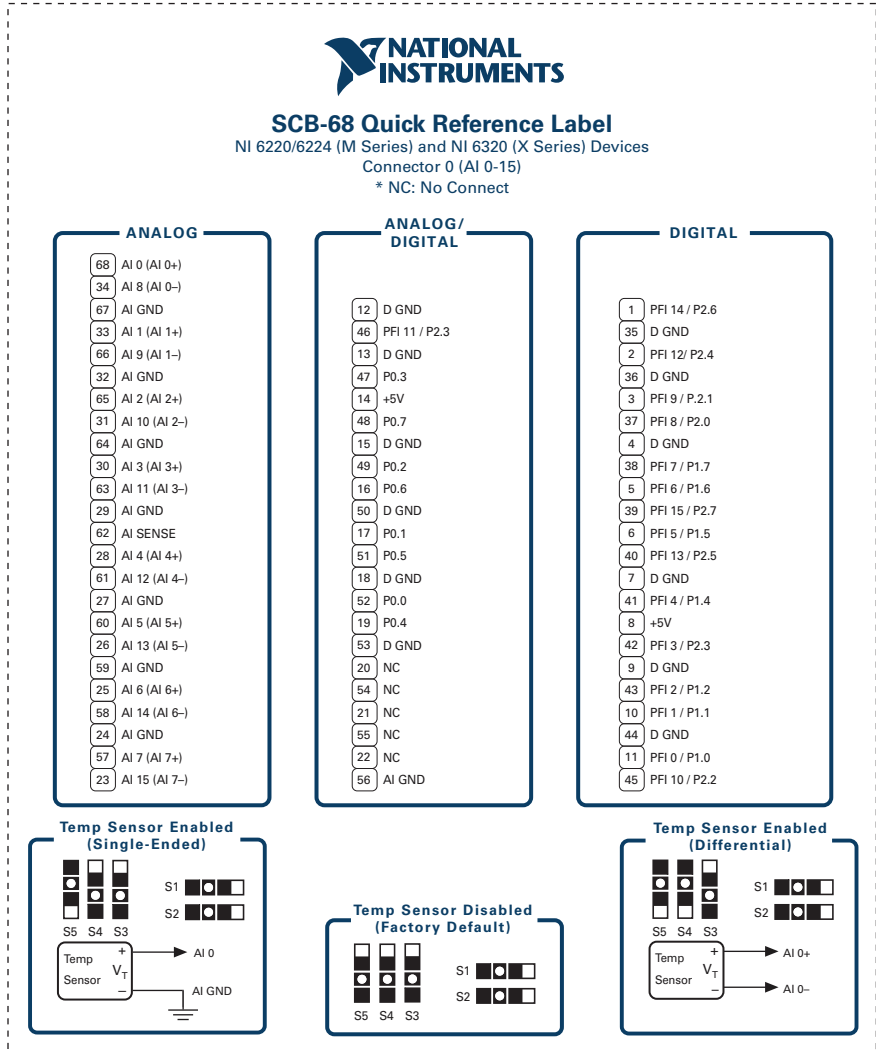 NATIONAL
INSTRUMENTS
SCB-68 Quick Reference Label
NI 6220/6224 (M Series) and NI 6320 (X Series) Devices
Connector 0 (AI 0-15)
* NC: No Connect
ANALOG
68 AI 0 (AI 0+)
34 AI 8 (AI 0–)
67 AI GND
33 AI 1 (AI 1+)
66 AI 9 (AI 1–)
32 AI GND
65 AI 2 (AI 2+)
31 AI 10 (AI 2–)
64 AI GND
30 AI 3 (AI 3+)
63 AI 11 (AI 3–)
29 AI GND
62 AI SENSE
28 AI 4 (AI 4+)
61 AI 12 (AI 4–)
27 AI GND
60 AI 5 (AI 5+)
26 AI 13 (AI 5–)
59 AI GND
25 AI 6 (AI 6+)
58 AI 14 (AI 6–)
24 AI GND
57 AI 7 (AI 7+)
23 AI 15 (AI 7–)
ANALOG/
DIGITAL
12 D GND
46 PFI 11 / P2.3
13 D GND
47 P0.3
14 +5V
48 P0.7
15 D GND
49 P0.2
16 P0.6
50 D GND
17 P0.1
51 P0.5
18 D GND
52 P0.0
19 P0.4
53 D GND
20 NC
54 NC
21 NC
55 NC
22 NC
56 AI GND
DIGITAL
1 PFI 14 / P2.6
35 D GND
2 PFI 12/ P2.4
36 D GND
3 PFI 9 / P.2.1
37 PFI 8 / P2.0
4 D GND
38 PFI 7 / P1.7
5 PFI 6 / P1.6
39 PFI 15 / P2.7
6 PFI 5 / P1.5
40 PFI 13 / P2.5
7 D GND
41 PFI 4 / P1.4
8 +5V
42 PFI 3 / P2.3
9 D GND
43 PFI 2 / P1.2
10 PFI 1 / P1.1
44 D GND
11 PFI 0 / P1.0
45 PFI 10 / P2.2
Temp Sensor Enabled
(Single-Ended)
S1
S2
S5 S4 S3
Temp
Sensor
+
VT
–
AI 0
AI GND
Temp Sensor Disabled
(Factory Default)
S1
S2
S5 S4 S3
Temp Sensor Enabled
(Differential)
S1
S2
S5 S4 S3
Temp
Sensor
+
VT
–
AI 0+
AI 0–